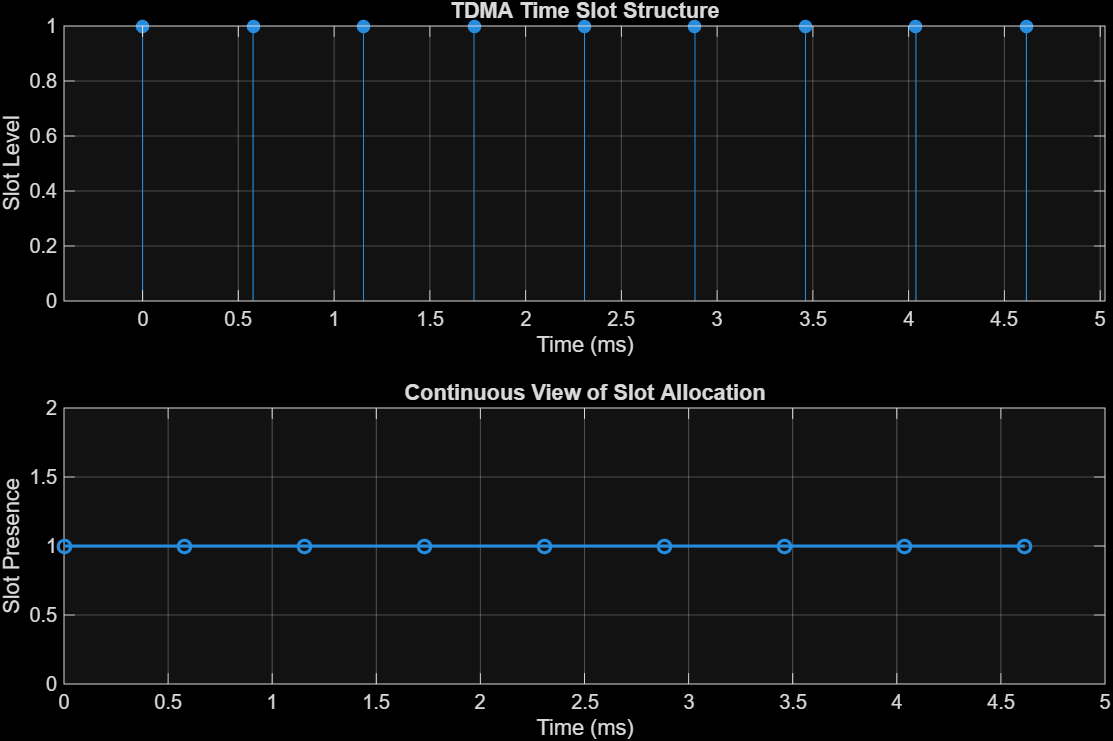 TDMA Time Slot Structure
1
0.8
0.6
0.4
0.2
0
Slot Level
0 0.5 1 1.5 2 2.5 3 3.5 4 4.5 5
Time (ms)
Continuous View of Slot Allocation
2
1.5
1
0.5
0
Slot Presence
0 0.5 1 1.5 2 2.5 3 3.5 4 4.5 5
Time (ms)